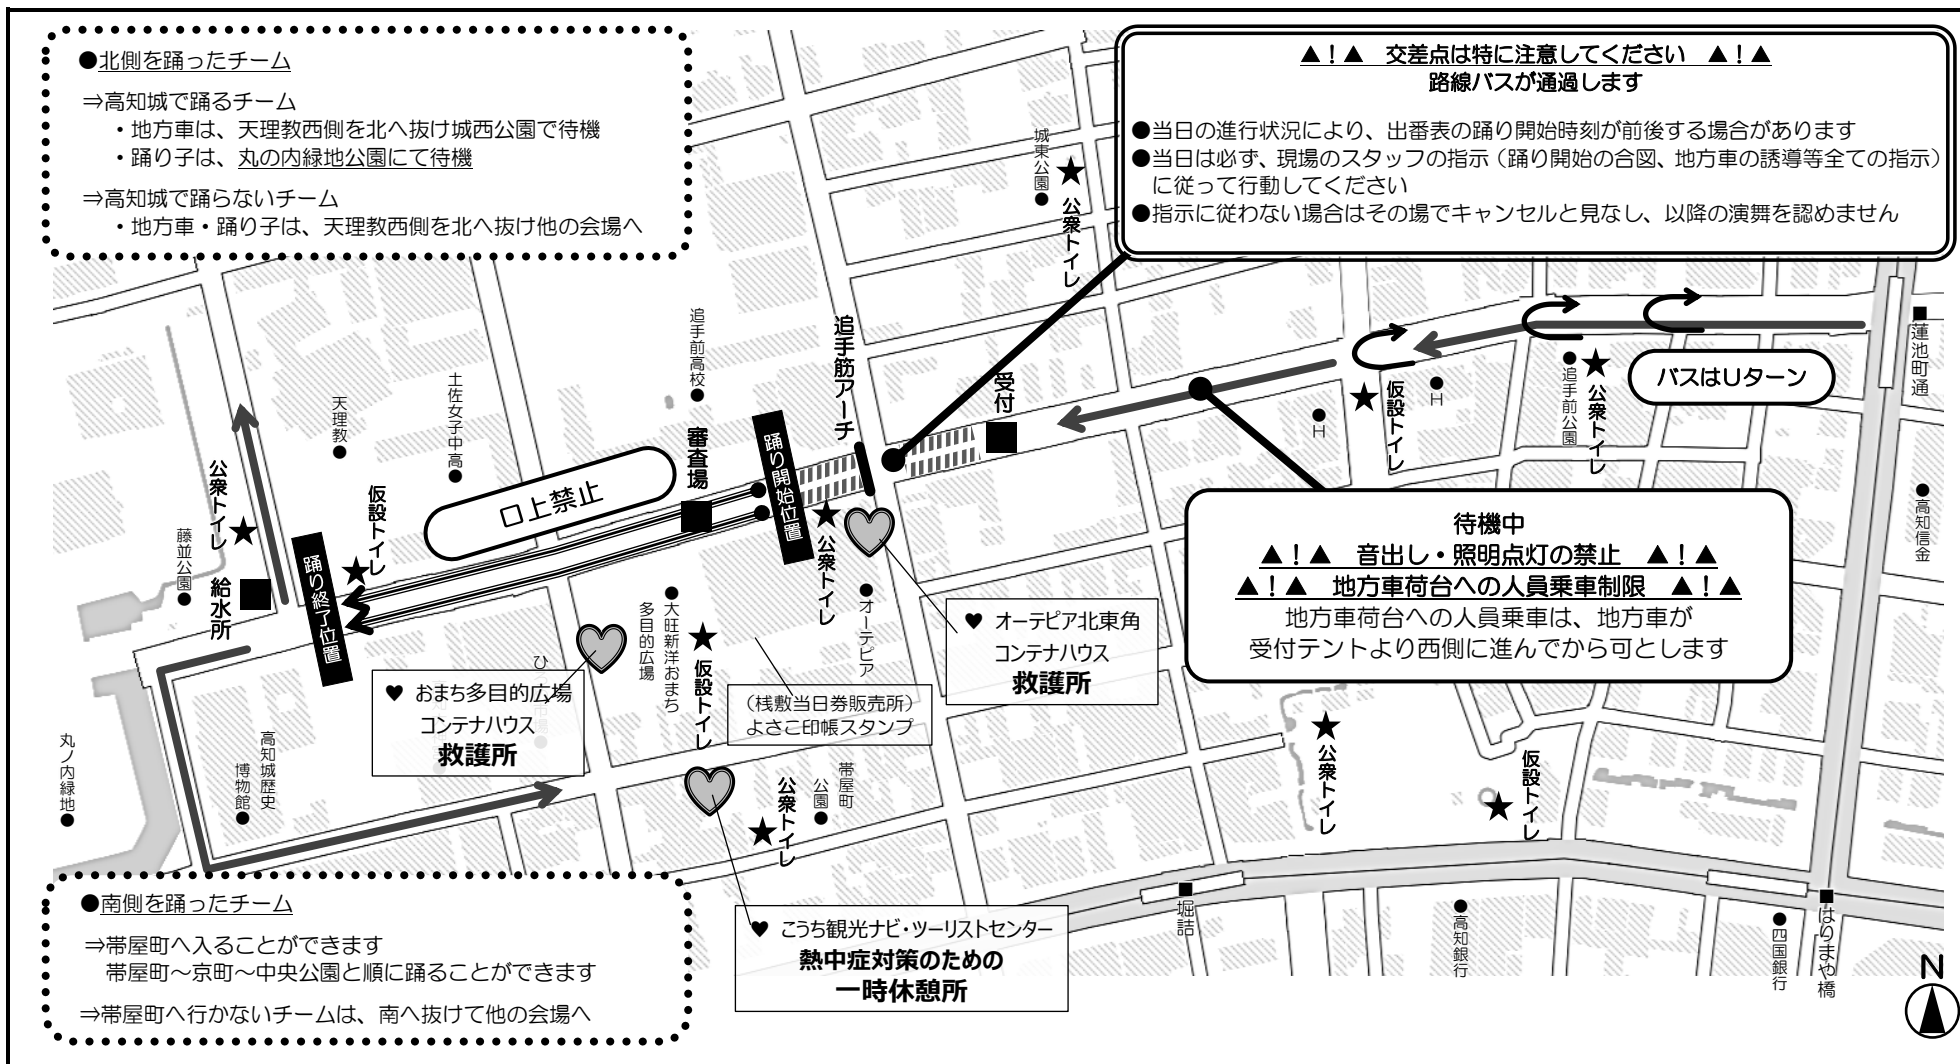 ●北側を踊ったチーム
⇒高知城で踊るチーム
・地方車は、天理教西側を北へ抜け城西公園で待機
・踊り子は、丸の内緑地公園にて待機
⇒高知城で踊らないチーム
・地方車・踊り子は、天理教西側を北へ抜け他の会場へ
▲！▲ 交差点は特に注意してください ▲！▲
路線バスが通過します
●当日の進行状況により、出番表の踊り開始時刻が前後する場合があります
●当日は必ず、現場のスタッフの指示（踊り開始の合図、地方車の誘導等全ての指示）
に従って行動してください
●指示に従わない場合はその場でキャンセルと見なし、以降の演舞を認めません
城東公園●
★公衆トイレ
追手前高校●
追手筋アーチ
受付
■蓮池町通
バスはUターン
●追手前公園
★公衆トイレ
●H
●H
★仮設トイレ
●高知信金
土佐女子中高●
天理教●
審査場
踊り開始位置
口上禁止
公衆トイレ★
仮設トイレ
★
藤並公園●
給水所
踊り終了位置
★公衆トイレ
●オーテピア
●大旺新洋おまち
多目的広場
★仮設トイレ
待機中
▲！▲ 音出し・照明点灯の禁止 ▲！▲
▲！▲ 地方車荷台への人員乗車制限 ▲！▲
地方車荷台への人員乗車は、地方車が
受付テントより西側に進んでから可とします
♥ オーテピア北東角
コンテナハウス
救護所
ひ
♥ おまち多目的広場
コンテナハウス
救護所
（桟敷当日券販売所）
よさこ印帳スタンプ
丸ノ内緑地●
高知城歴史
博物館●
帯屋町
公園●
公衆トイレ
★
★公衆トイレ
仮設トイレ
★
●南側を踊ったチーム
⇒帯屋町へ入ることができます
帯屋町～京町～中央公園と順に踊ることができます
⇒帯屋町へ行かないチームは、南へ抜けて他の会場へ
♥ こうち観光ナビ・ツーリストセンター
熱中症対策のための
一時休憩所
■堀詰
●高知銀行
●四国銀行
■はりまや橋
N